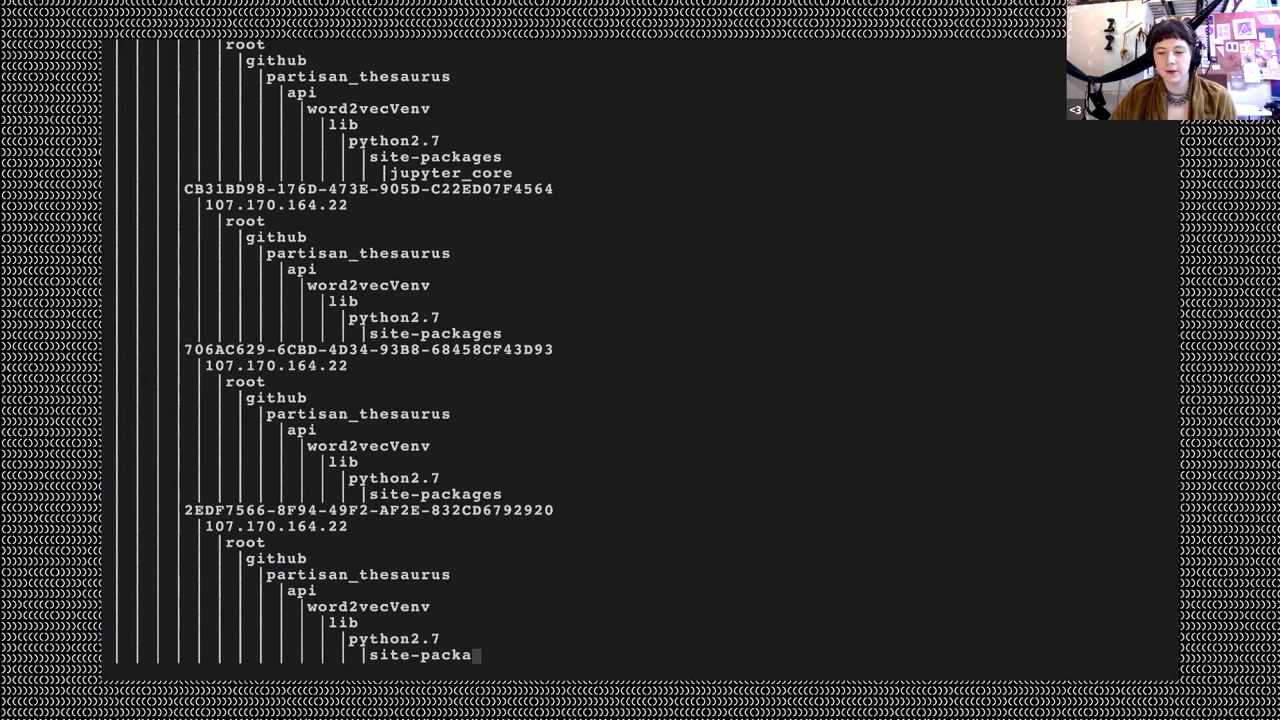 root
github
partisan_thesaurus
api
word2vecVenv
lib
python2.7
site-packages
jupyter_core
CB31BD98-176D-473E-905D-C22ED07F4564
107.170.164.22
root
github
partisan_thesaurus
api
word2vecVenv
lib
python2.7
site-packages
706AC629-6CBD-4D34-93B8-68458CF43D93
107.170.164.22
root
github
partisan_thesaurus
api
word2vecVenv
lib
python2.7
site-packages
2EDF7566-8F94-49F2-AF2E-832CD6792920
107.170.164.22
root
github
partisan_thesaurus
api
word2vecVenv
lib
python2.7
site-packa
<3